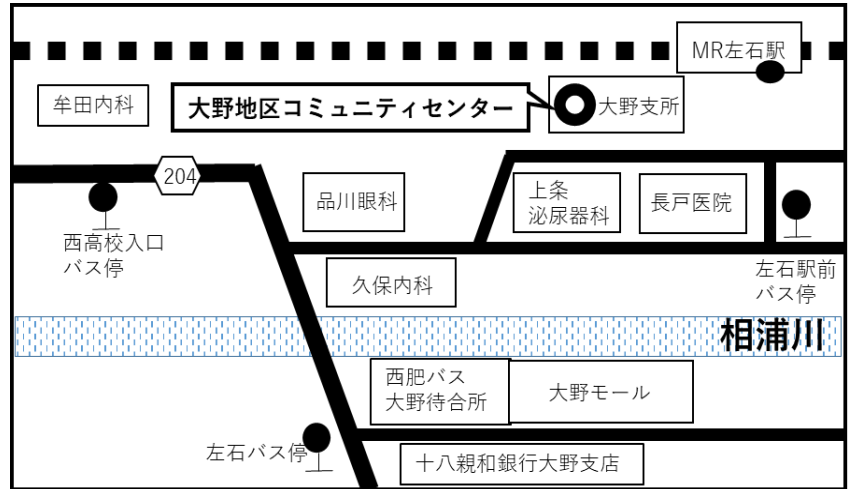 MR左石駅
牟田内科
大野地区コミュニティセンター
大野支所
204
品川眼科
上条
泌尿器科
長戸医院
西高校入口
バス停
久保内科
左石駅前
バス停
相浦川
西肥バス
大野待合所
大野モール
左石バス停
十八親和銀行大野支店